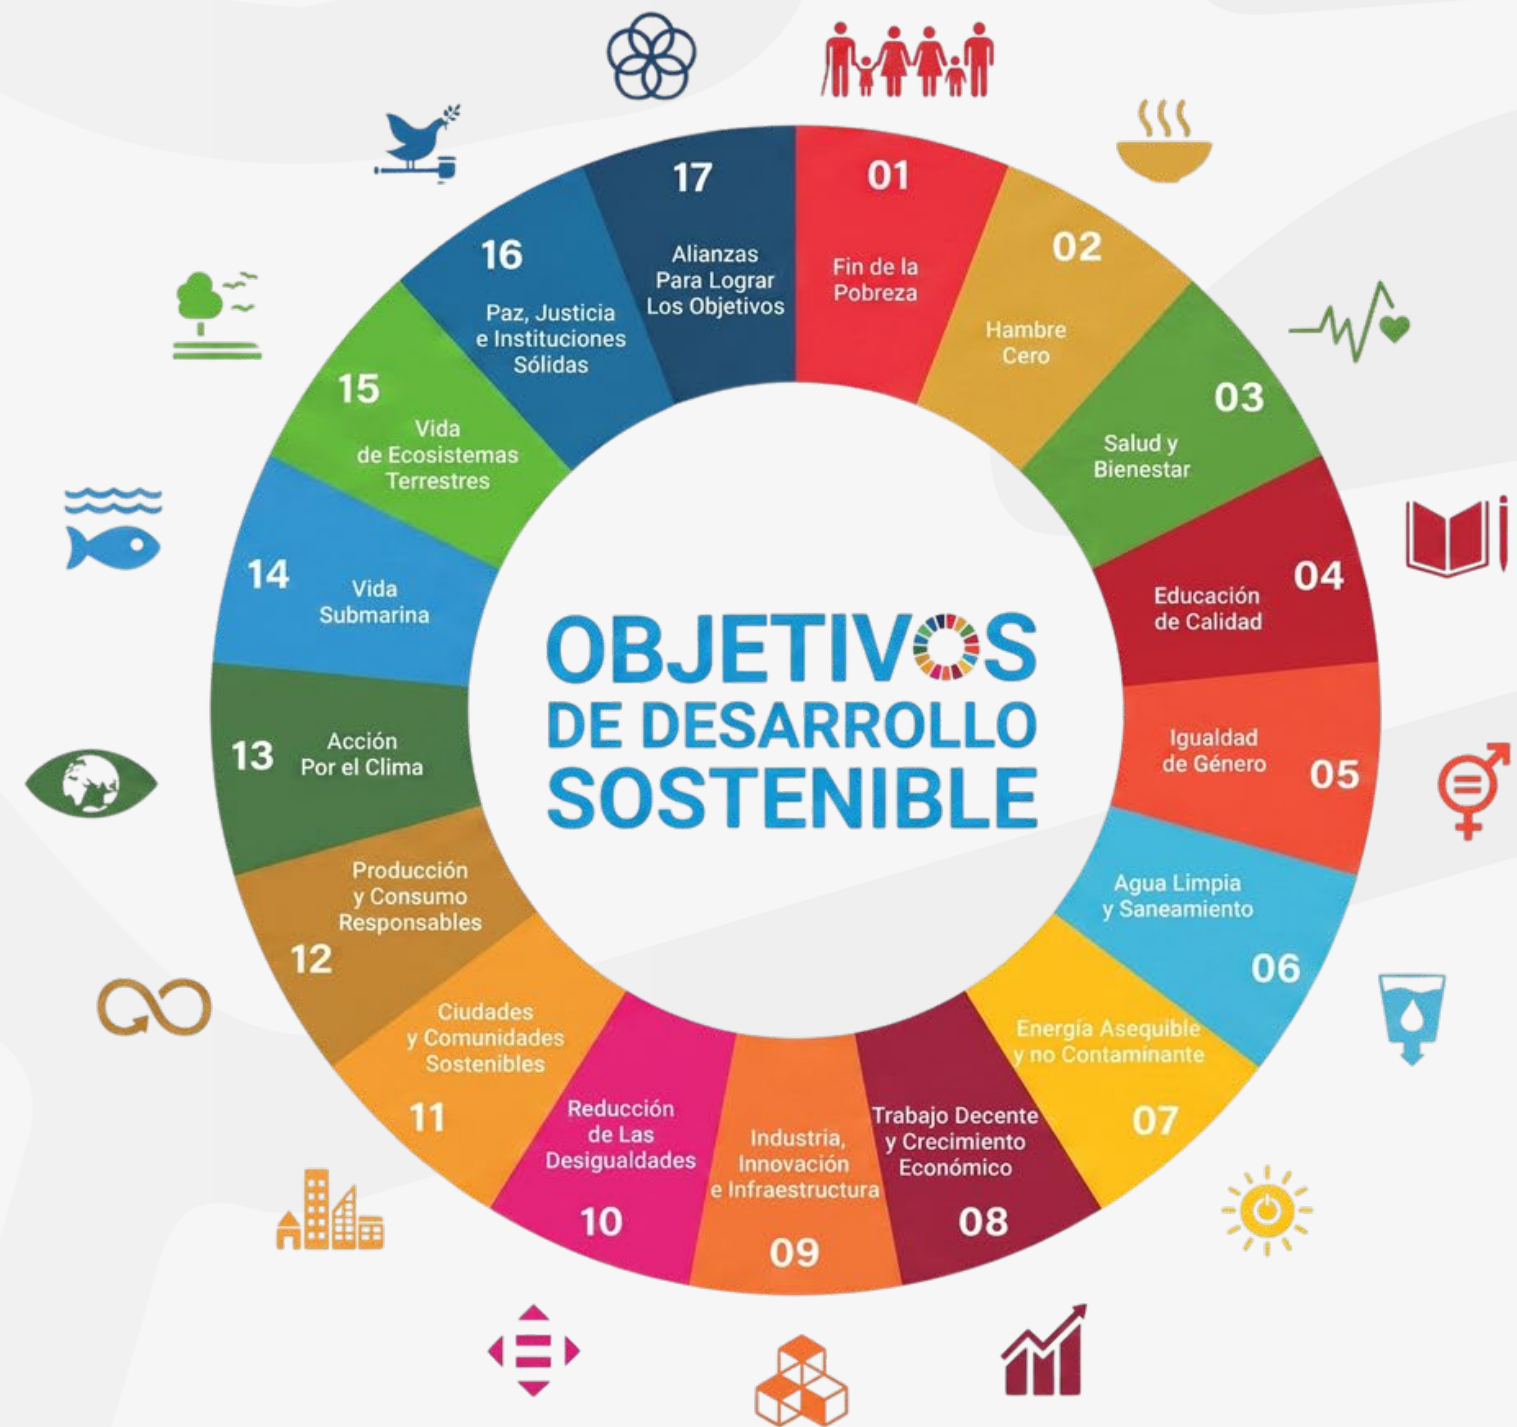 01
Fin de la
Pobreza
02
Hambre
Cero
03
Salud y
Bienestar
04
Educación
de Calidad
05
Igualdad
de Género
06
Agua Limpia
y Saneamiento
07
Energía Asequible
y no Contaminante
08
Trabajo Decente
y Crecimiento
Económico
09
Industria,
Innovación
e Infraestructura
10
Reducción
de Las
Desigualdades
11
Ciudades
y Comunidades
Sostenibles
12
Producción
y Consumo
Responsables
13
Acción
Por el Clima
14
Vida
Submarina
15
Vida
de Ecosistemas
Terrestres
16
Paz, Justicia
e Instituciones
Sólidas
17
Alianzas
Para Lograr
Los Objetivos
OBJETIVOS
DE DESARROLLO
SOSTENIBLE